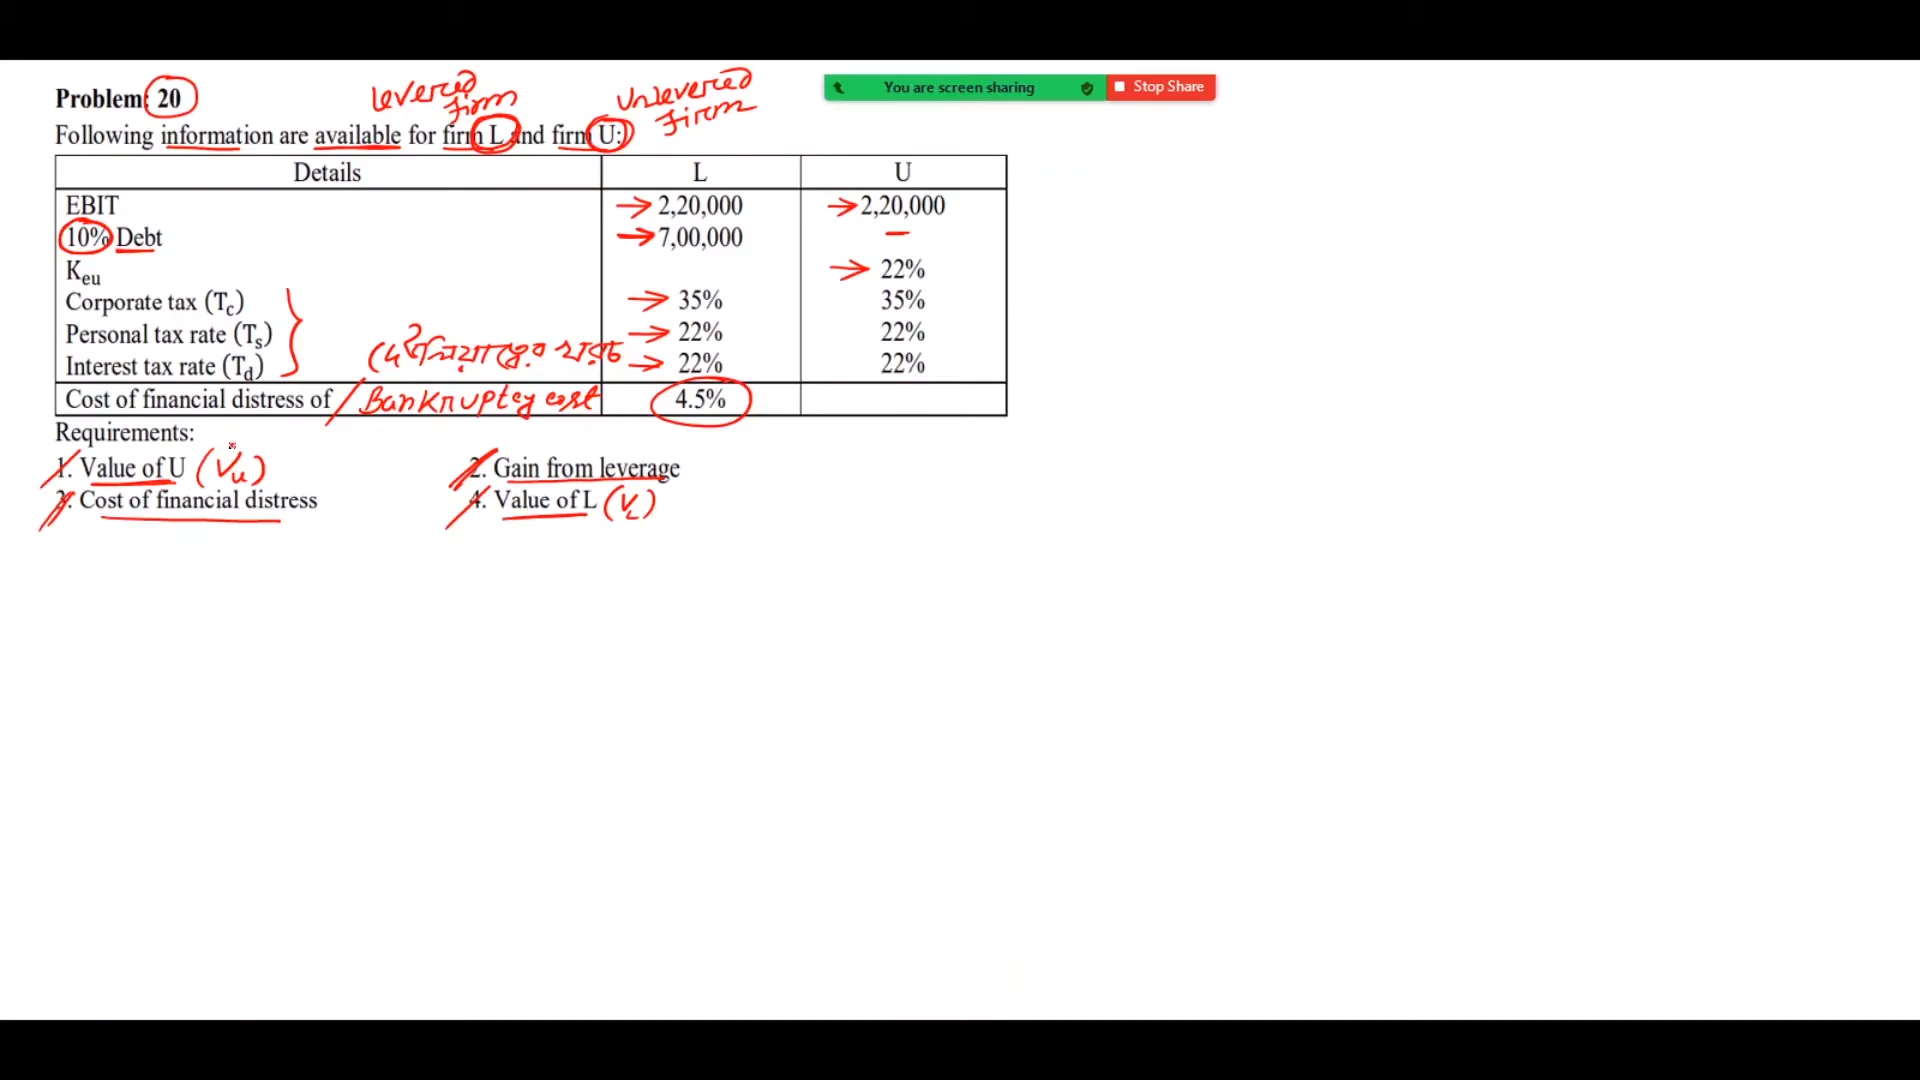 levered
firm
unlevered
firm
You are screen sharing
Stop Share
Problem: 20
Following information are available for firm L and firm U:
Details L U
EBIT 2,20,000 2,20,000
10% Debt 7,00,000 –
Keu 22%
Corporate tax (Tc) 35% 35%
Personal tax rate (Ts) 22% 22%
Interest tax rate (Td) 22% 22%
Cost of financial distress of / Bankruptcy cost 4.5%
Requirements:
1. Value of U (Vu) 2. Gain from leverage
3. Cost of financial distress 4. Value of L (VL)